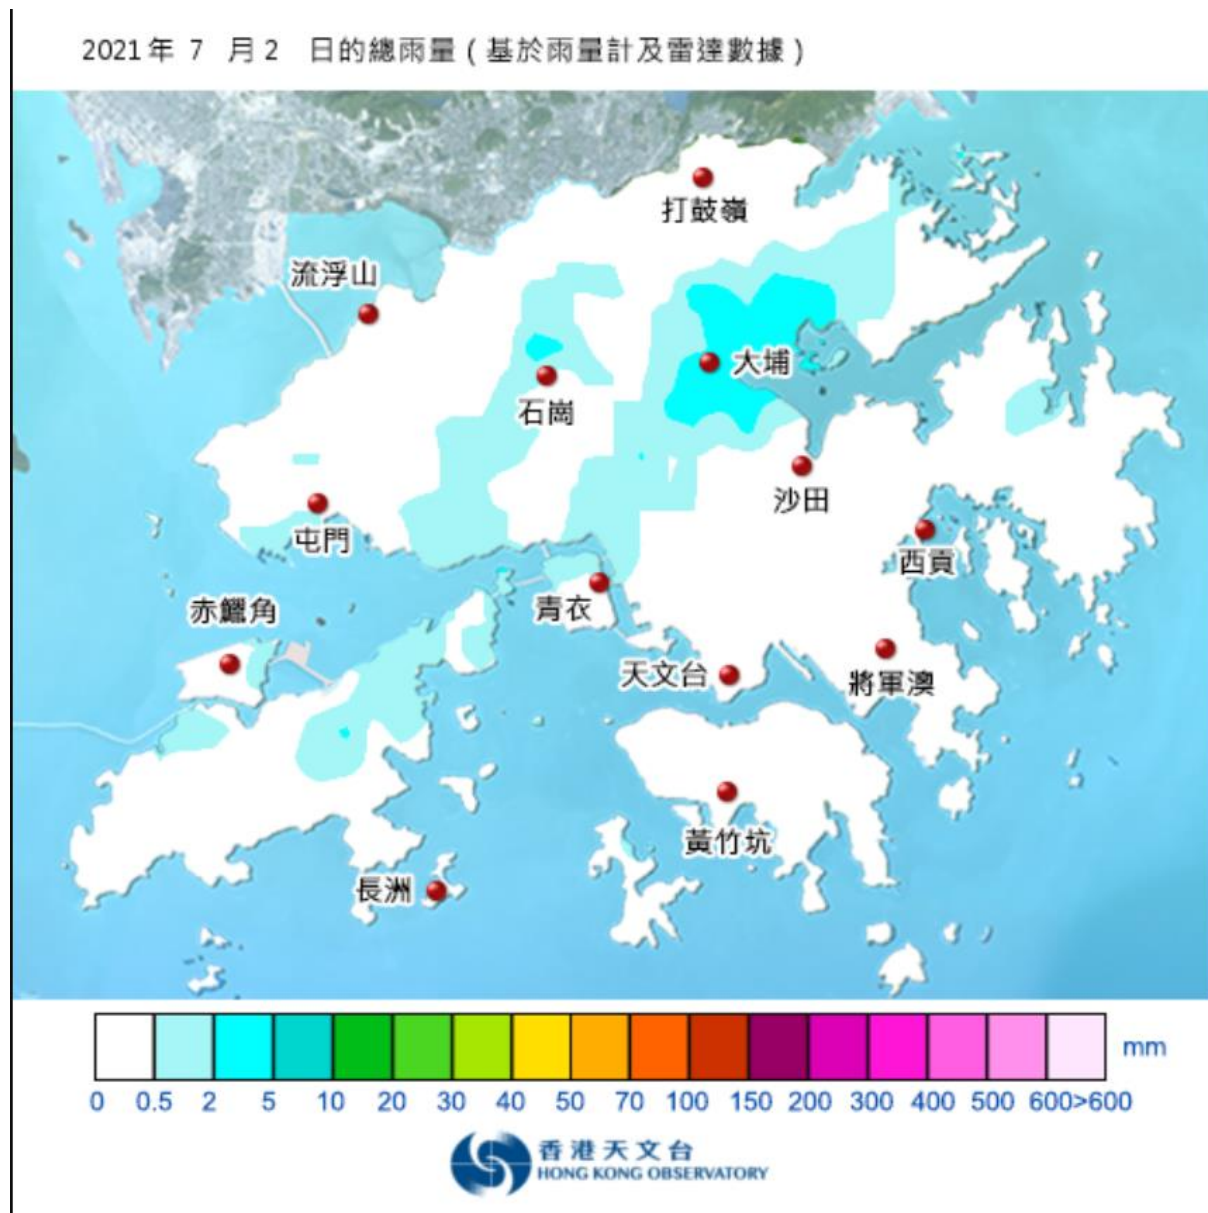 2021年 7 月2 日的總雨量（基於雨量計及雷達數據）
打鼓嶺
流浮山
大埔
石崗
沙田
屯門
西貢
青衣
赤鱲角
天文台
將軍澳
黃竹坑
長洲
mm
0 0.5 2 5 10 20 30 40 50 70 100 150 200 300 400 500 600>600
香港天文台
HONG KONG OBSERVATORY